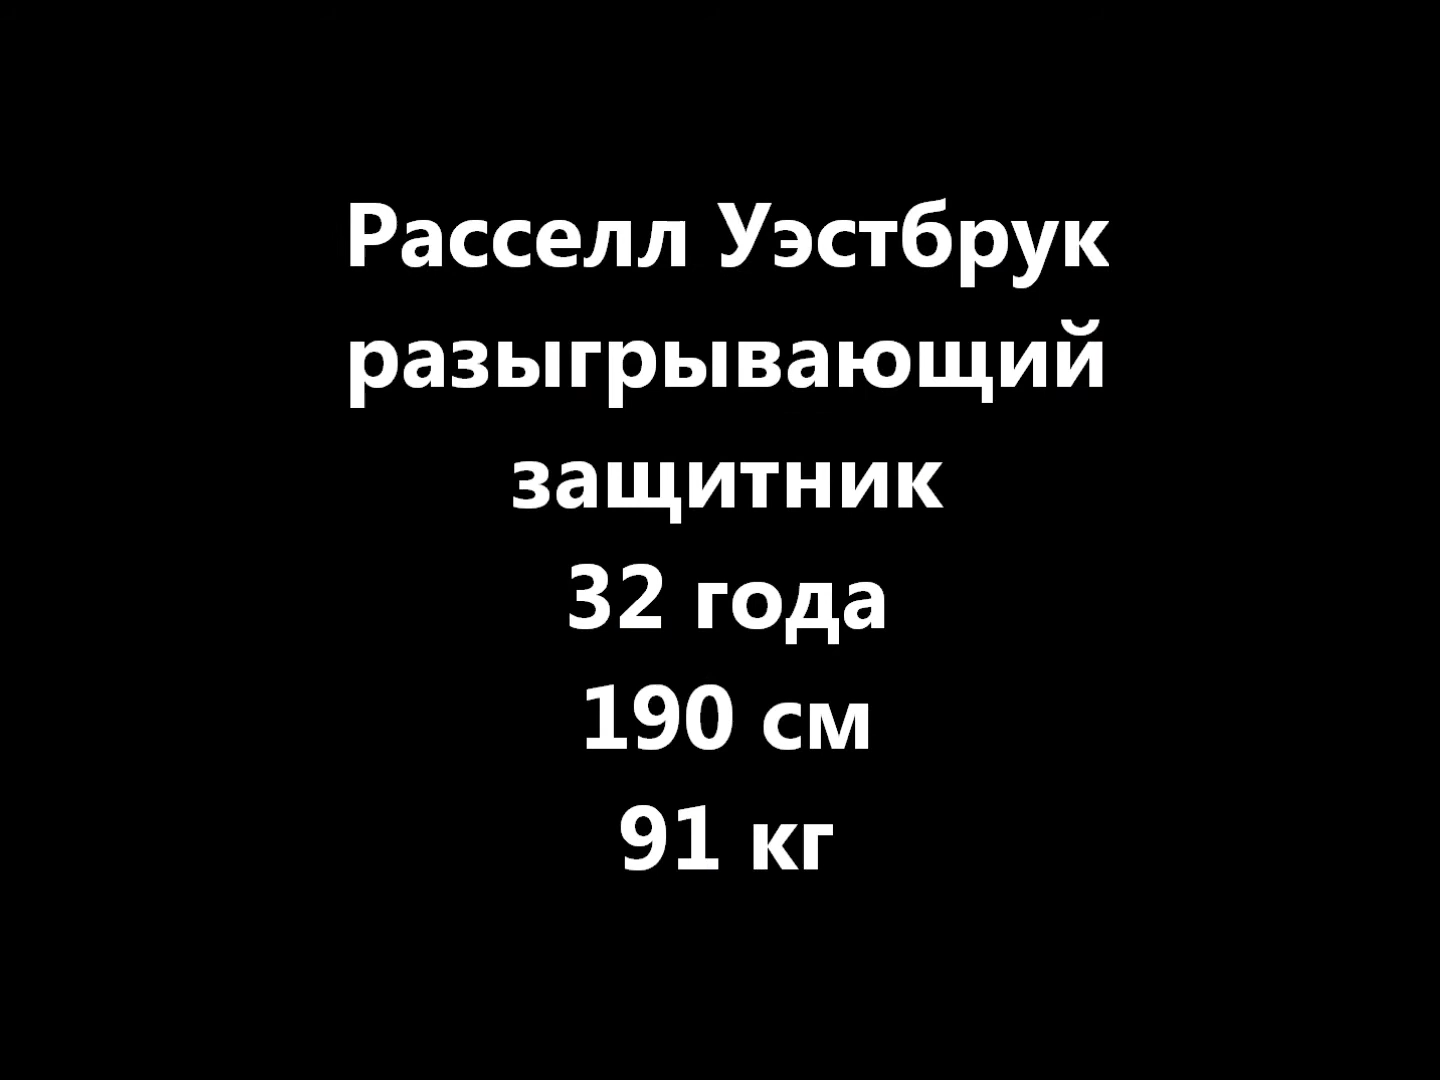 Расселл Уэстбрук
разыгрывающий
защитник
32 года
190 см
91 кг